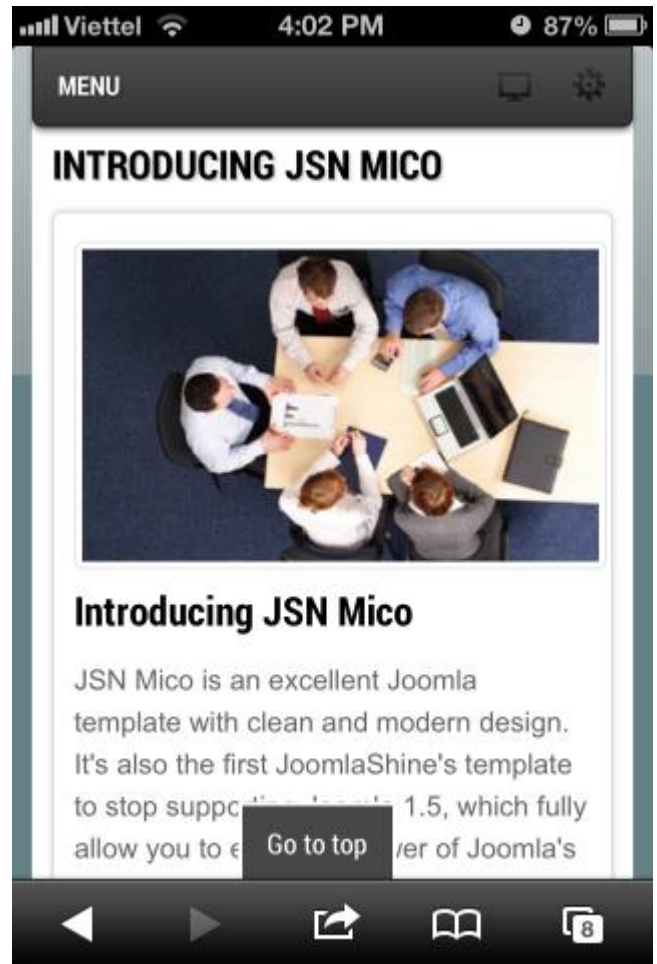 Viettel 4:02 PM 87%
MENU
INTRODUCING JSN MICO
Introducing JSN Mico
JSN Mico is an excellent Joomla
template with clean and modern design.
It's also the first JoomlaShine's template
to stop 1.5, which fully
allow you to of Joomla's
Go to top
8